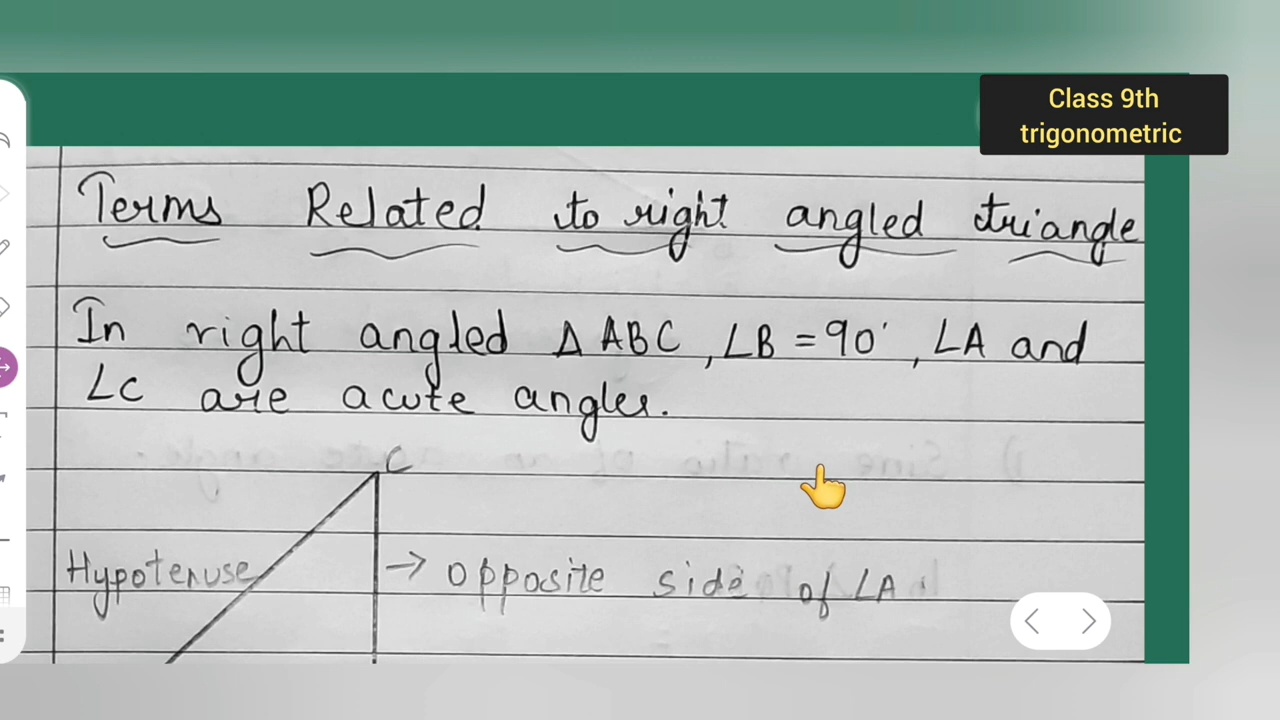 Class 9th
trigonometric
Terms Related to right angled triangle
In right angled Δ ABC, ∠B = 90°, ∠A and
∠C are acute angles.
C
Hypotenuse
→ opposite side of ∠A